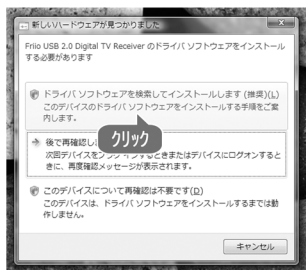 新しいハードウェアが見つかりました
Friio USB 2.0 Digital TV Receiver のドライバ ソフトウェアをインストール
する必要があります
ドライバ ソフトウェアを検索してインストールします (推奨)(L)
このデバイスのドライバ ソフトウェアをインストールする手順をご案
内します。
クリック
後で再確認し
次回デバイスを
するときまたはデバイスにログオンすると
きに、再度確認メッセージが表示されます。
このデバイスについて再確認は不要です(D)
このデバイスは、ドライバ ソフトウェアをインストールするまでは動
作しません。
キャンセル